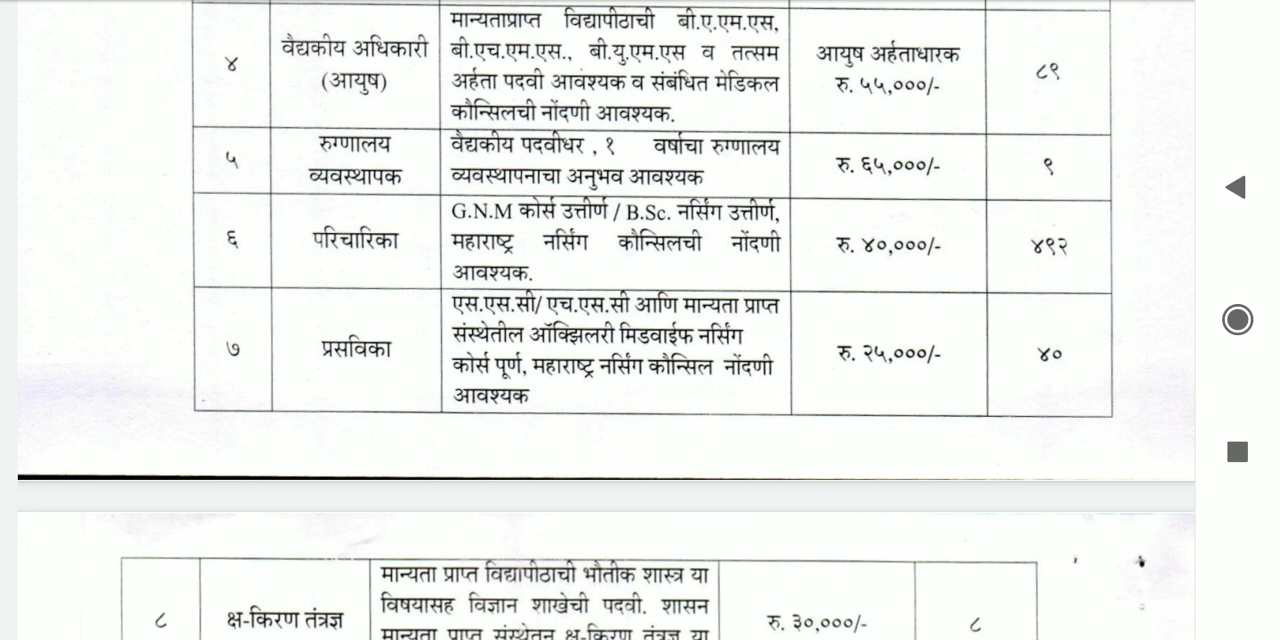 ४
वैद्यकीय अधिकारी
(आयुष)
मान्यताप्राप्त विद्यापीठाची बी.ए.एम.एस,
बी.एच.एम.एस., बी.यु.एम.एस व तत्सम
अर्हता पदवी आवश्यक व संबंधित मेडिकल
कौन्सिलची नोंदणी आवश्यक.
आयुष अर्हताधारक
रु. ५५,०००/-
८९
५
रुग्णालय
व्यवस्थापक
वैद्यकीय पदवीधर , १ वर्षाचा रुग्णालय
व्यवस्थापनाचा अनुभव आवश्यक
रु. ६५,०००/-
९
६
परिचारिका
G.N.M कोर्स उत्तीर्ण / B.Sc. नर्सिंग उत्तीर्ण,
महाराष्ट्र नर्सिंग कौन्सिलची नोंदणी
आवश्यक.
रु. ४०,०००/-
४९२
७
प्रसविका
एस.एस.सी/ एच.एस.सी आणि मान्यता प्राप्त
संस्थेतील ऑक्झिलरी मिडवाईफ नर्सिंग
कोर्स पूर्ण, महाराष्ट्र नर्सिंग कौन्सिल नोंदणी
आवश्यक
रु. २५,०००/-
४०
८
क्ष-किरण तंत्रज्ञ
मान्यता प्राप्त विद्यापीठाची भौतीक शास्त्र या
विषयासह विज्ञान शाखेची पदवी. शासन
मान्यता प्राप्त संस्थेतून क्ष-किरण तंत्रज्ञ या
रु. ३०,०००/-
८